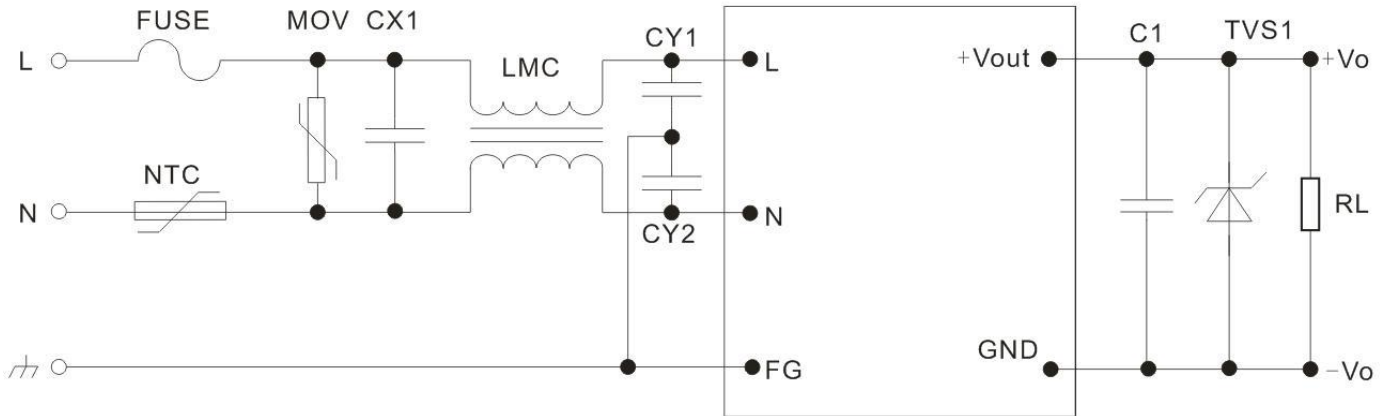 FUSE MOV CX1
LMC
CY1
C1 TVS1
L
L
+Vout
+Vo
NTC
RL
N
N
CY2
GND
FG
-Vo